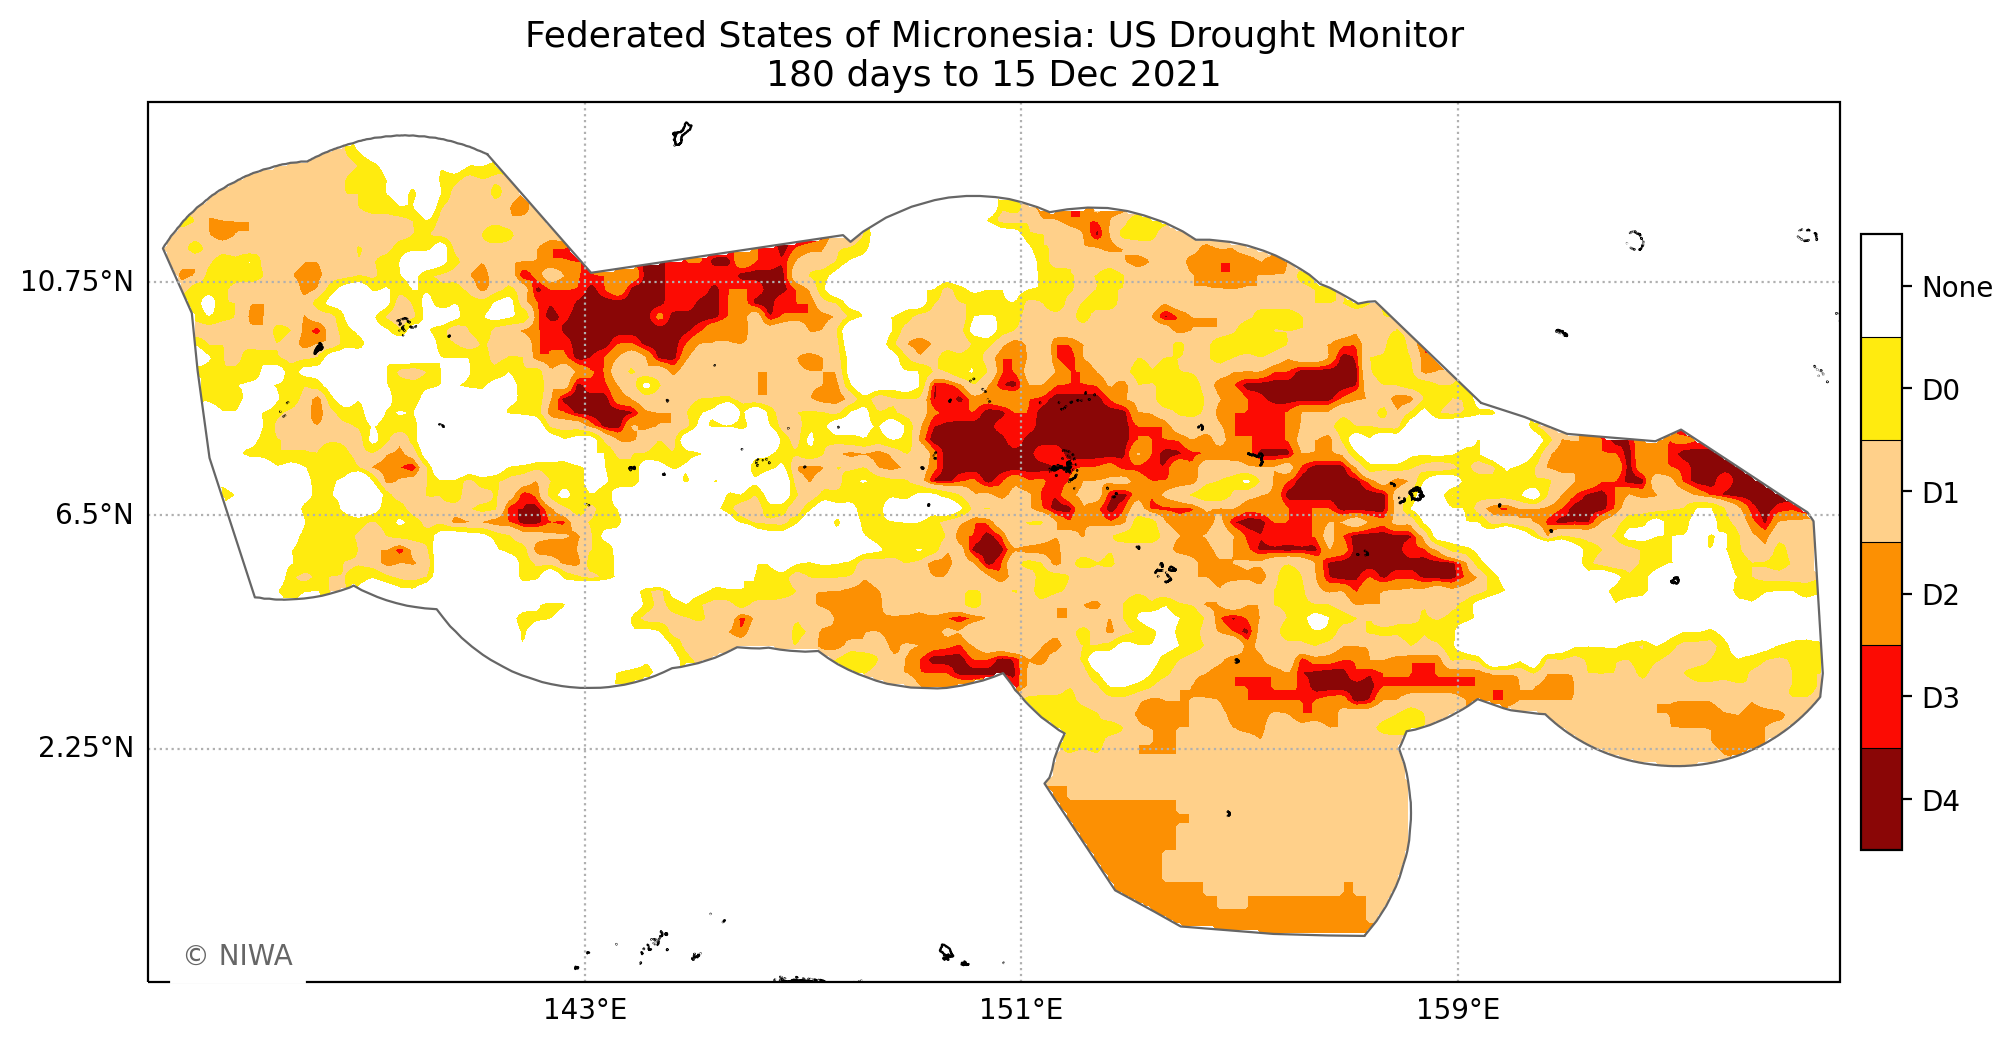 Federated States of Micronesia: US Drought Monitor
180 days to 15 Dec 2021
10.75°N
6.5°N
2.25°N
143°E
151°E
159°E
None
D0
D1
D2
D3
D4
© NIWA